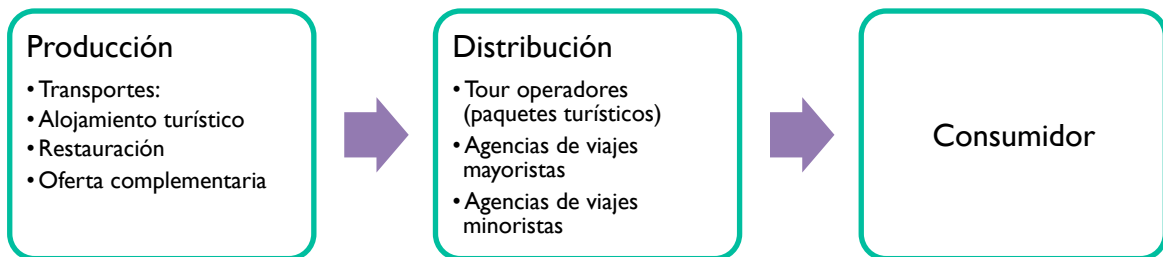 Producción
• Transportes:
• Alojamiento turístico
• Restauración
• Oferta complementaria
Distribución
• Tour operadores
(paquetes turísticos)
• Agencias de viajes
mayoristas
• Agencias de viajes
minoristas
Consumidor